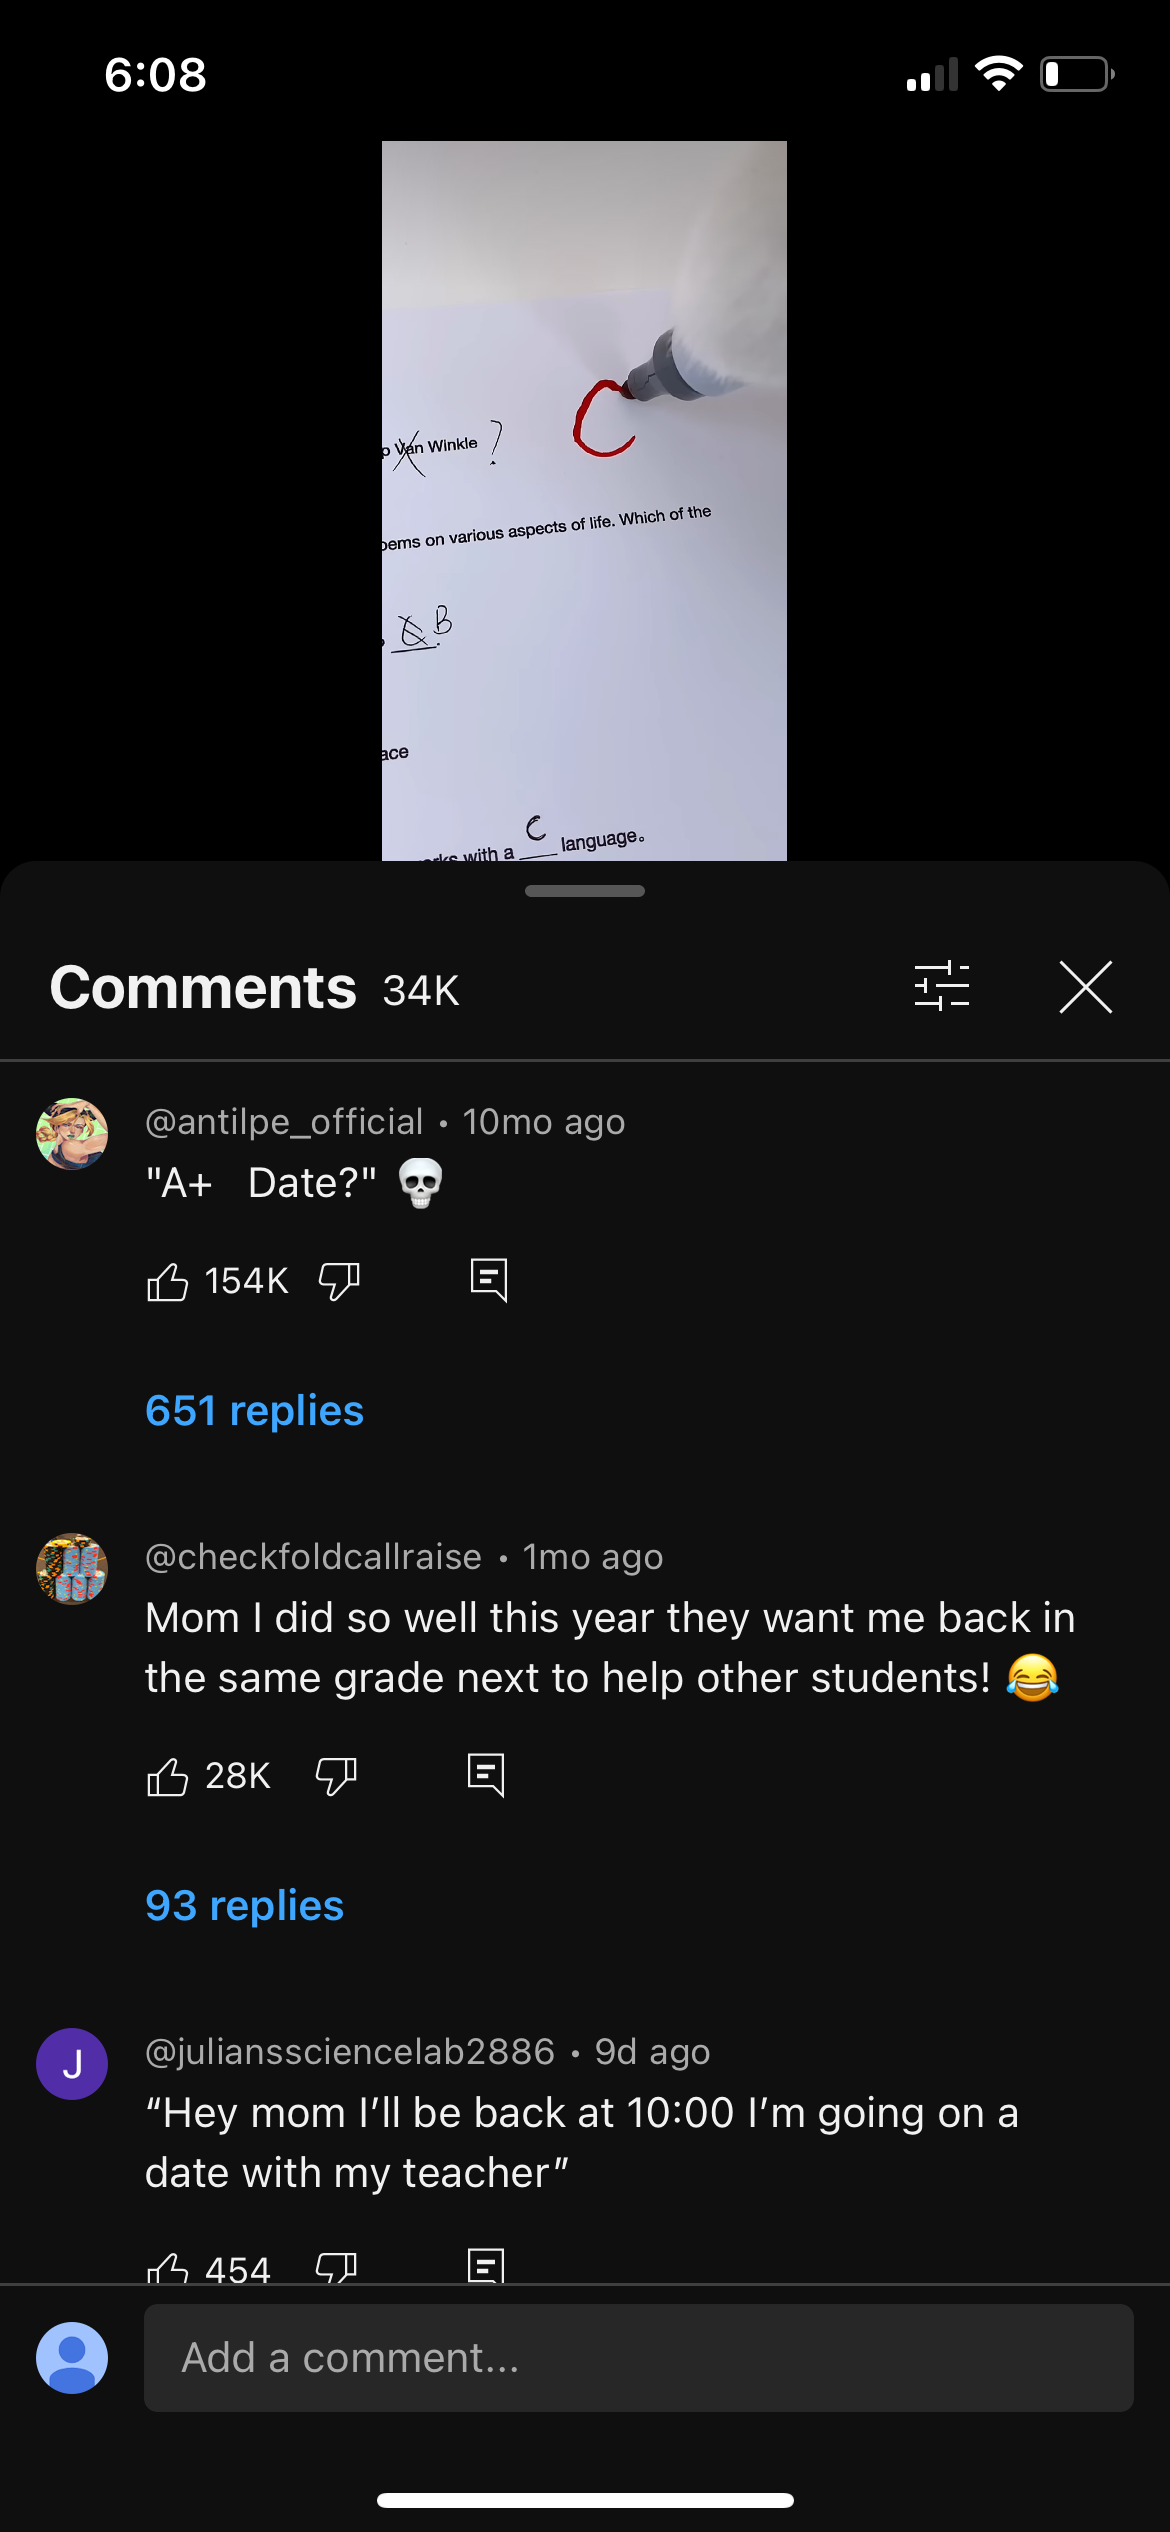 6:08
C
p Van Winkle ?
oems on various aspects of life. Which of the
B
ace
C
rks with a ___ language.
Comments 34K
@antilpe_official • 10mo ago
"A+ Date?" 💀
154K
651 replies
@checkfoldcallraise • 1mo ago
Mom I did so well this year they want me back in
the same grade next to help other students! 😂
28K
93 replies
J
@julianssciencelab2886 • 9d ago
“Hey mom I’ll be back at 10:00 I’m going on a
date with my teacher”
454
Add a comment...